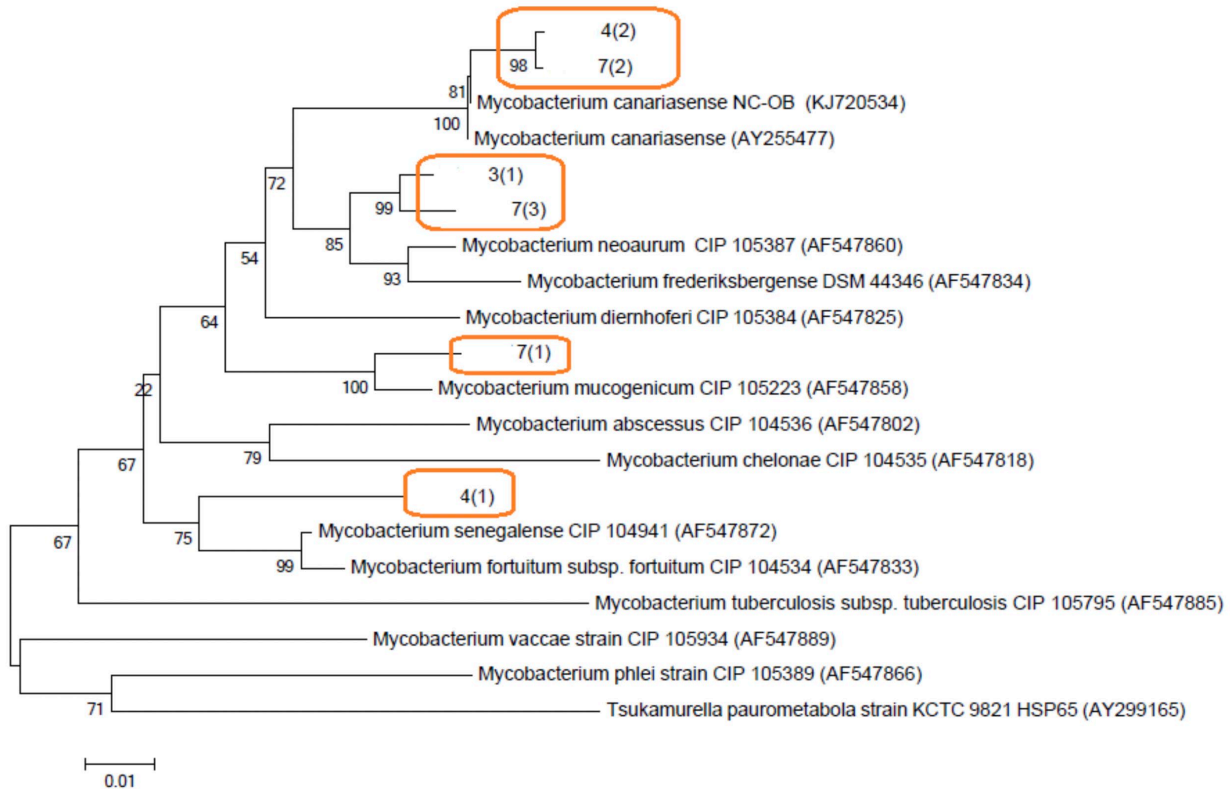 4(2)
98
7(2)
81
Mycobacterium canariasense NC-OB (KJ720534)
100
Mycobacterium canariasense (AY255477)
3(1)
72
99
7(3)
85
Mycobacterium neoaurum CIP 105387 (AF547860)
54
93
Mycobacterium frederiksbergense DSM 44346 (AF547834)
64
Mycobacterium diernhoferi CIP 105384 (AF547825)
7(1)
22
100
Mycobacterium mucogenicum CIP 105223 (AF547858)
Mycobacterium abscessus CIP 104536 (AF547802)
67
79
Mycobacterium chelonae CIP 104535 (AF547818)
4(1)
67
75
Mycobacterium senegalense CIP 104941 (AF547872)
99
Mycobacterium fortuitum subsp. fortuitum CIP 104534 (AF547833)
Mycobacterium tuberculosis subsp. tuberculosis CIP 105795 (AF547885)
Mycobacterium vaccae strain CIP 105934 (AF547889)
Mycobacterium phlei strain CIP 105389 (AF547866)
71
Tsukamurella paurometabola strain KCTC 9821 HSP65 (AY299165)
0.01